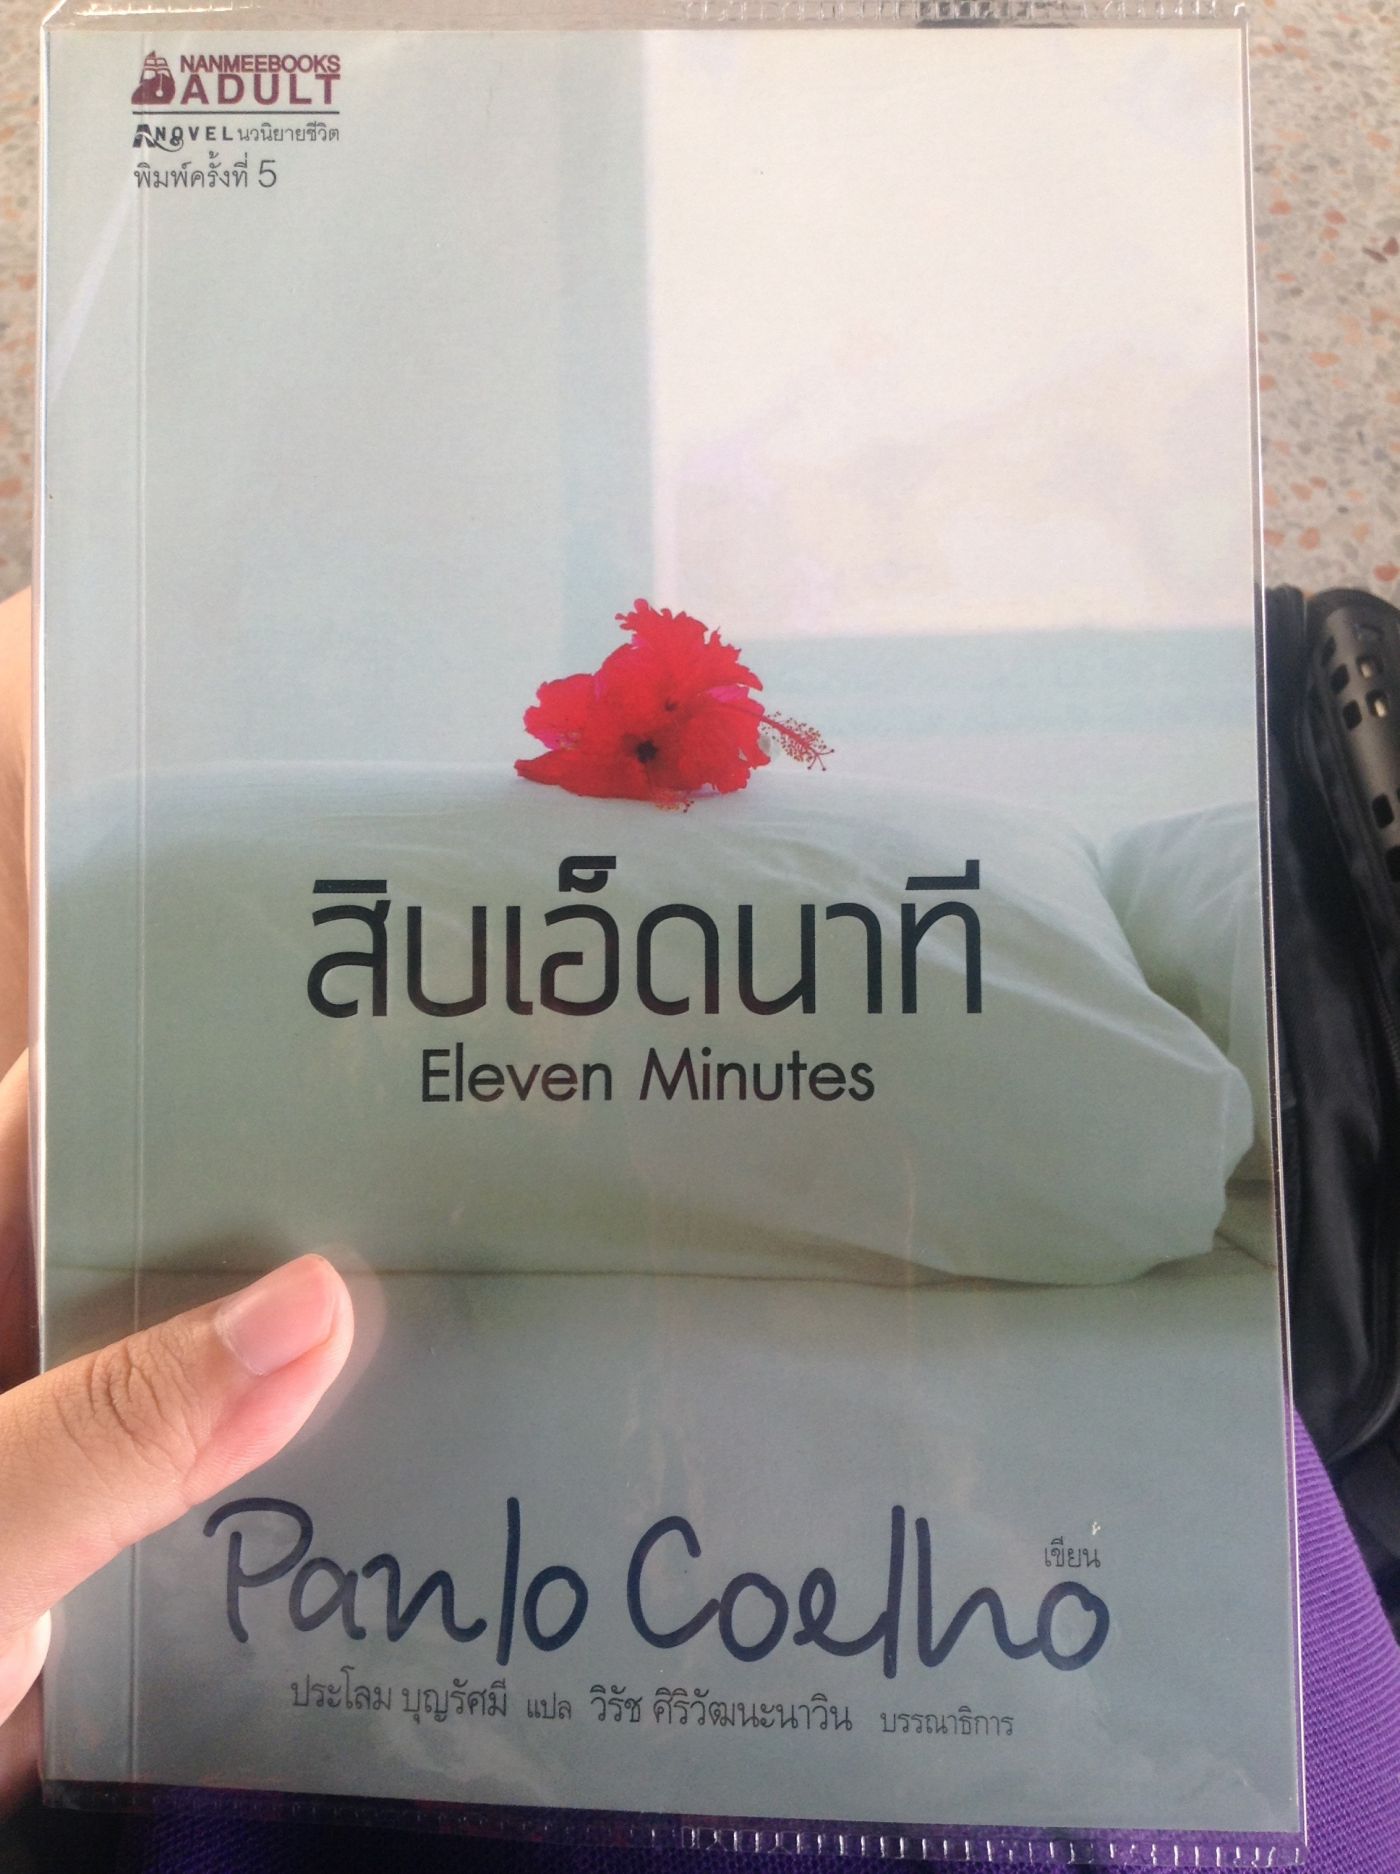 NANMEEBOOKS
ADULT
A NOVEL นวนิยายชีวิต
พิมพ์ครั้งที่ 5
สิบเอ็ดนาที
Eleven Minutes
Paulo Coelho เขียน
ประโลม บุญรัศมี แปล วิรัช ศิริวัฒนะนาวิน บรรณาธิการ